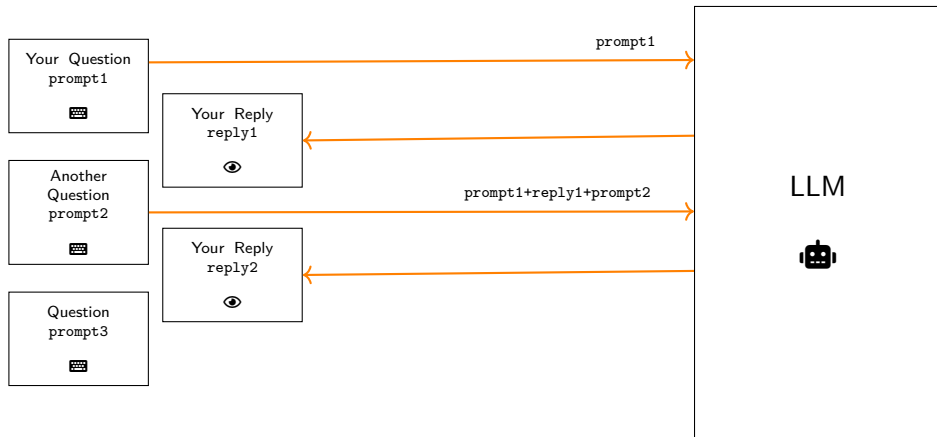 prompt1
Your Question
prompt1
Your Reply
reply1
Another
Question
prompt2
prompt1+reply1+prompt2
LLM
Your Reply
reply2
Question
prompt3